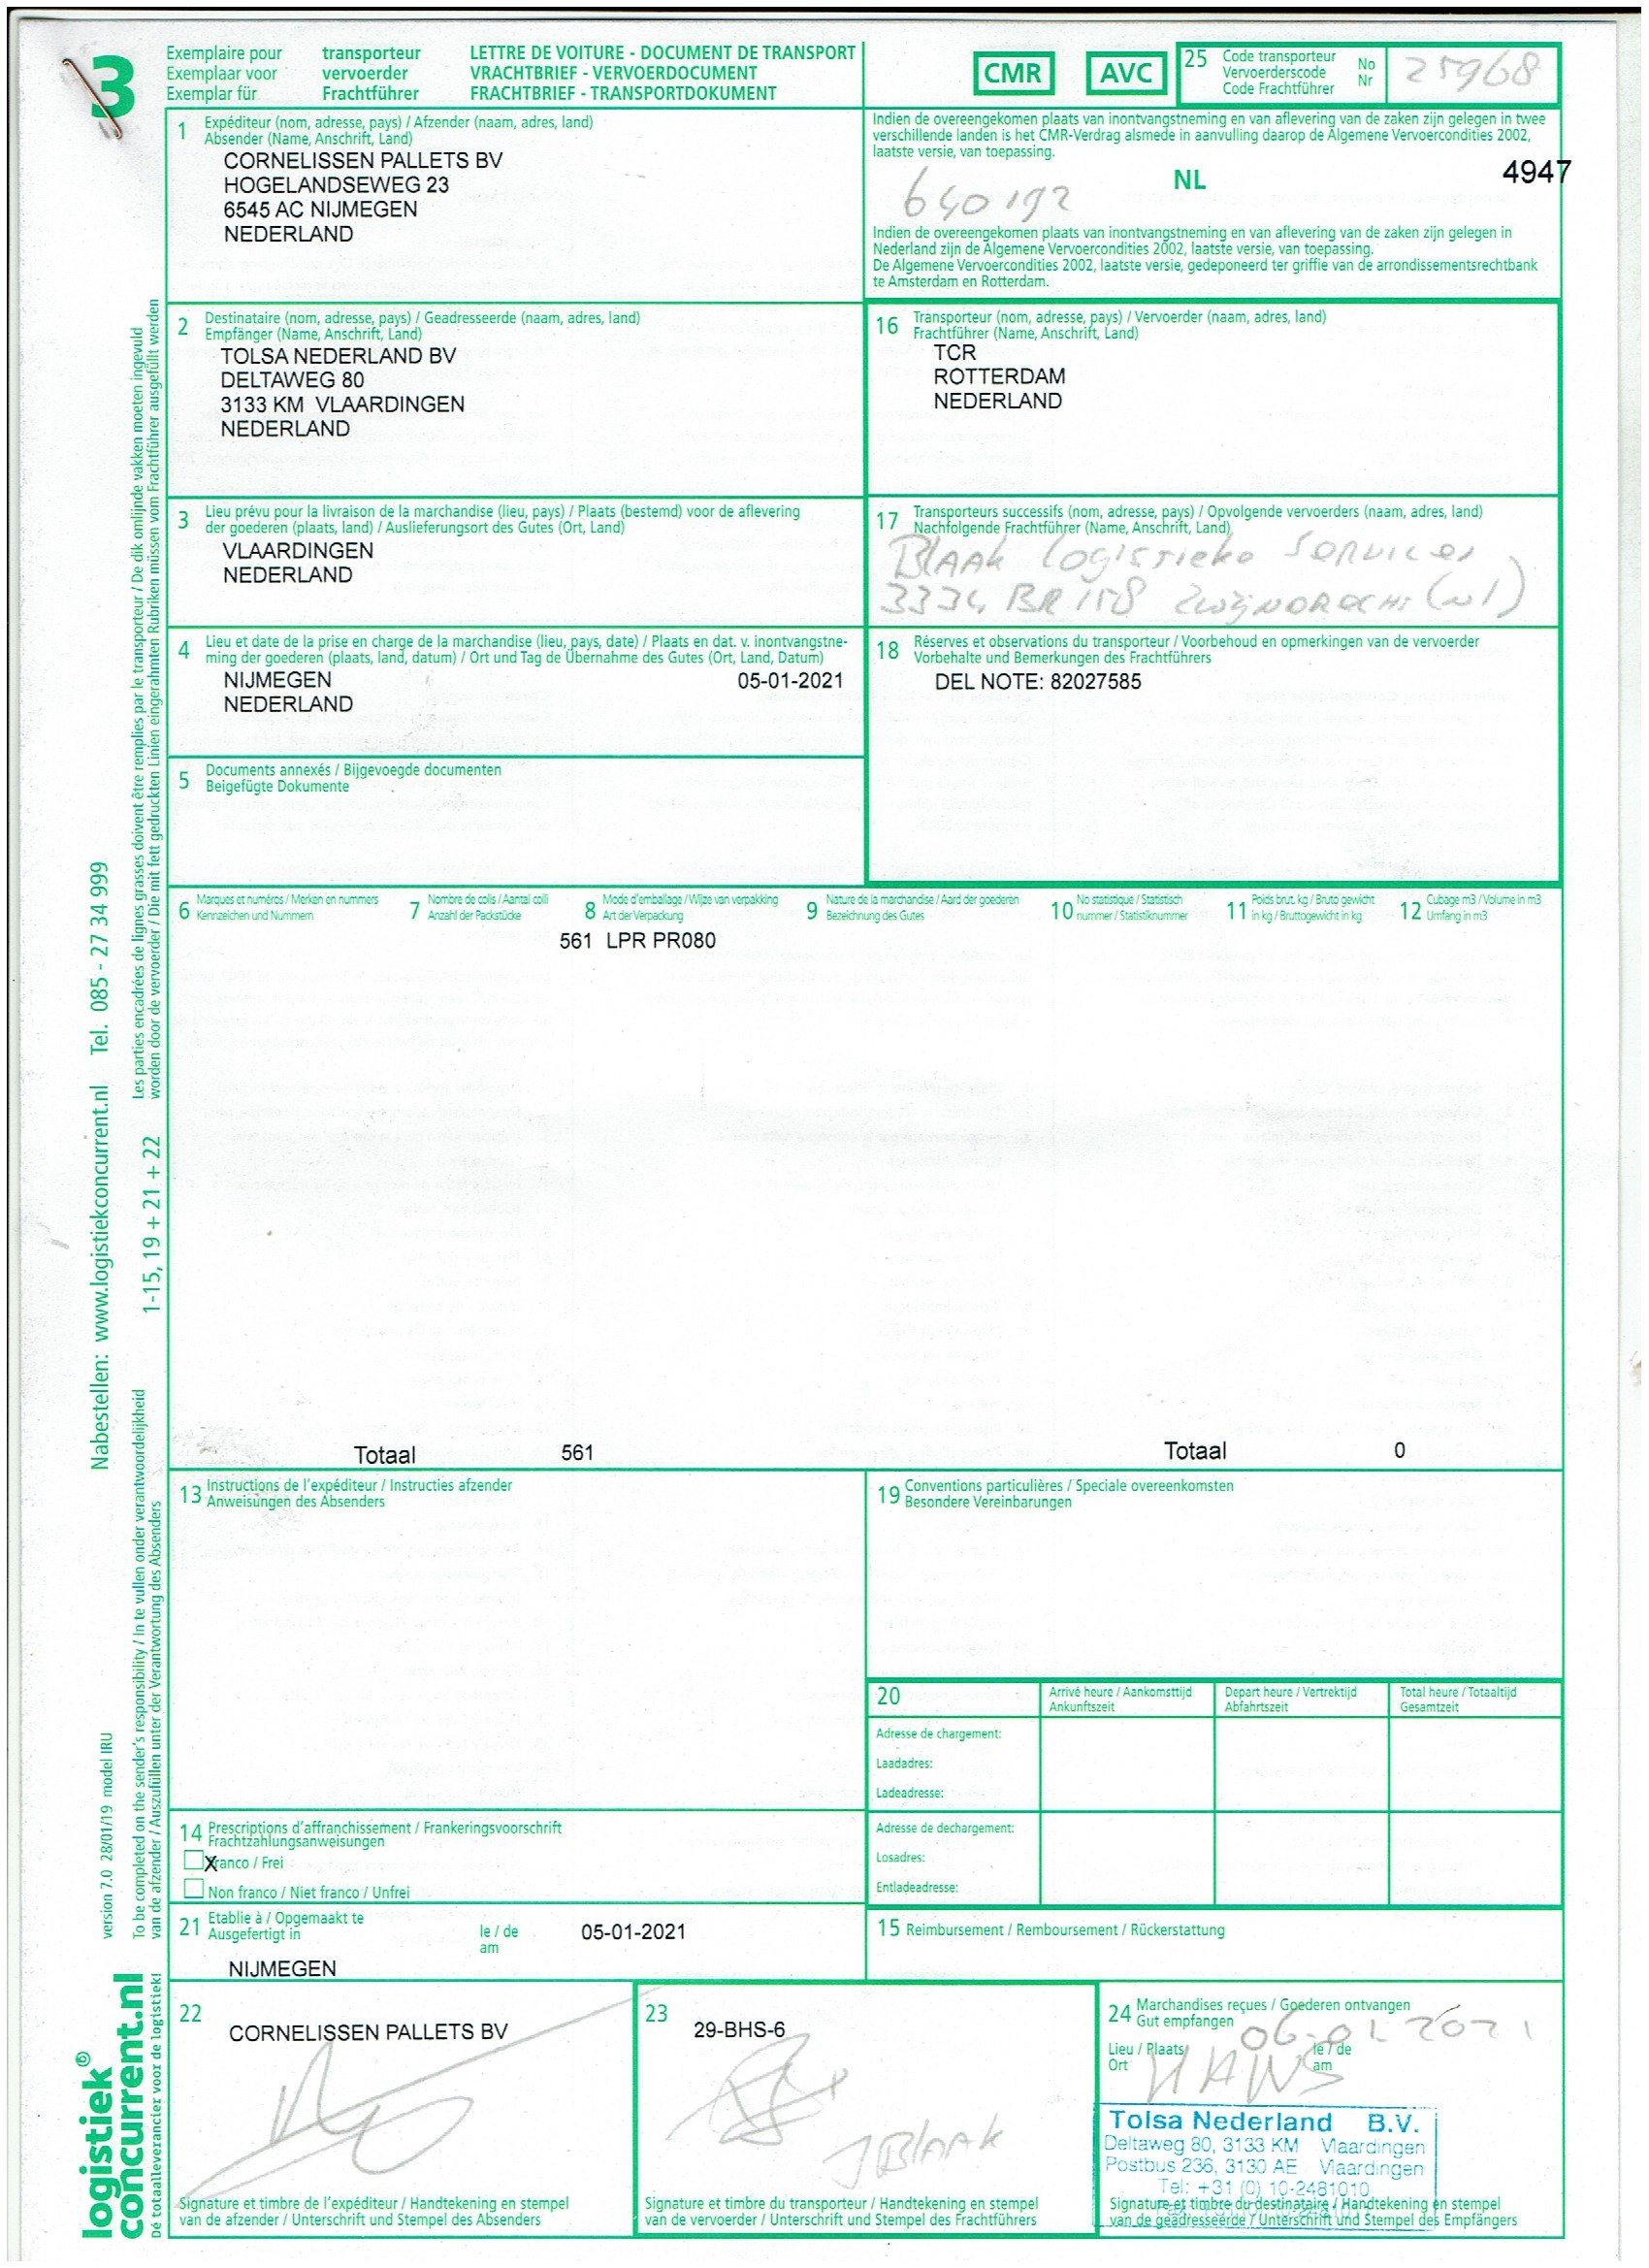 3
Exemplaire pour transporteur LETTRE DE VOITURE - DOCUMENT DE TRANSPORT
Exemplaar voor vervoerder VRACHTBRIEF - VERVOERDOCUMENT
Exemplar für Frachtführer FRACHTBRIEF - TRANSPORTDOKUMENT
CMR AVC
25 Code transporteur
Vervoerderscode
Code Frachtführer
No
Nr
25968
1 Expéditeur (nom, adresse, pays) / Afzender (naam, adres, land)
Absender (Name, Anschrift, Land)
CORNELISSEN PALLETS BV
HOGELANDSEWEG 23
6545 AC NIJMEGEN
NEDERLAND
Indien de overeengekomen plaats van inontvangstneming en van aflevering van de zaken zijn gelegen in twee
verschillende landen is het CMR-Verdrag alsmede in aanvulling daarop de Algemene Vervoercondities 2002,
laatste versie, van toepassing.
NL 4947
640192
Indien de overeengekomen plaats van inontvangstneming en van aflevering van de zaken zijn gelegen in
Nederland zijn de Algemene Vervoercondities 2002, laatste versie, van toepassing.
De Algemene Vervoercondities 2002, laatste versie, gedeponeerd ter griffie van de arrondissementsrechtbank
te Amsterdam en Rotterdam.
2 Destinataire (nom, adresse, pays) / Geadresseerde (naam, adres, land)
Empfänger (Name, Anschrift, Land)
TOLSA NEDERLAND BV
DELTAWEG 80
3133 KM VLAARDINGEN
NEDERLAND
16 Transporteur (nom, adresse, pays) / Vervoerder (naam, adres, land)
Frachtführer (Name, Anschrift, Land)
TCR
ROTTERDAM
NEDERLAND
3 Lieu prévu pour la livraison de la marchandise (lieu, pays) / Plaats (bestemd) voor de aflevering
der goederen (plaats, land) / Auslieferungsort des Gutes (Ort, Land)
VLAARDINGEN
NEDERLAND
17 Transporteurs successifs (nom, adresse, pays) / Opvolgende vervoerders (naam, adres, land)
Nachfolgende Frachtführer (Name, Anschrift, Land)
Blaak logistieke Services
3334 BR 158 Zwijndrecht (nl)
4 Lieu et date de la prise en charge de la marchandise (lieu, pays, date) / Plaats en dat. v. inontvangstne-
ming der goederen (plaats, land, datum) / Ort und Tag de Übernahme des Gutes (Ort, Land, Datum)
NIJMEGEN 05-01-2021
NEDERLAND
18 Réserves et observations du transporteur / Voorbehoud en opmerkingen van de vervoerder
Vorbehalte und Bemerkungen des Frachtführers
DEL NOTE: 82027585
5 Documents annexés / Bijgevoegde documenten
Beigefügte Dokumente
6 Marques et numéros / Merken en nummers
Kennzeichen und Nummern
7 Nombre de colis / Aantal colli
Anzahl der Packstücke
8 Mode d'emballage / Wijze van verpakking
Art der Verpackung
9 Nature de la marchandise / Aard der goederen
Bezeichnung des Gutes
10 No statistique / Statistisch
nummer / Statistiknummer
11 Poids brut. kg / Bruto gewicht
in kg / Bruttogewicht in kg
12 Cubage m3 / Volume in m3
Umfang in m3
561 LPR PR080
Totaal 561 Totaal 0
13 Instructions de l'expéditeur / Instructies afzender
Anweisungen des Absenders
19 Conventions particulières / Speciale overeenkomsten
Besondere Vereinbarungen
20 Arrivé heure / Aankomsttijd
Ankunftszeit
Depart heure / Vertrektijd
Abfahrtszeit
Total heure / Totaaltijd
Gesamtzeit
Adresse de chargement:
Laadadres:
Ladeadresse:
Adresse de dechargement:
Losadres:
Entladeadresse:
14 Prescriptions d'affranchissement / Frankeringsvoorschrift
Frachtzahlungsanweisungen
X ranco / Frei
Non franco / Niet franco / Unfrei
21 Etablie à / Opgemaakt te
Ausgefertigt in
le / de
am
05-01-2021
NIJMEGEN
15 Reimbursement / Remboursement / Rückerstattung
22 CORNELISSEN PALLETS BV
Signature et timbre de l'expéditeur / Handtekening en stempel
van de afzender / Unterschrift und Stempel des Absenders
23 29-BHS-6
J Blaak
Signature et timbre du transporteur / Handtekening en stempel
van de vervoerder / Unterschrift und Stempel des Frachtführers
24 Marchandises reçues / Goederen ontvangen
Gut empfangen
06-01-2021
Lieu / Plaats
Ort
le / de
am
HANS
Tolsa Nederland B.V.
Deltaweg 80, 3133 KM Vlaardingen
Postbus 236, 3130 AE Vlaardingen
Tel: +31 (0) 10-2481010
Signature et timbre du destinataire / Handtekening en stempel
van de geadresseerde / Unterschrift und Stempel des Empfängers
Les parties encadrées de lignes grasses doivent être remplies par le transporteur / De dik omlijnde vakken moeten ingevuld
worden door de vervoerder / Die mit fett gedruckten Linien eingerahmten Rubriken müssen vom Frachtführer ausgefüllt werden
Nabestellen: www.logistiekconcurrent.nl Tel. 085 - 27 34 999
1-15, 19 + 21 + 22
To be completed on the sender's responsibility / In te vullen onder verantwoordelijkheid
van de afzender / Auszufüllen unter der Verantwortung des Absenders
version 7.0 28/01/19 model IRU
logistiek®
concurrent.nl
Dé totaalleverancier voor de logistiek!